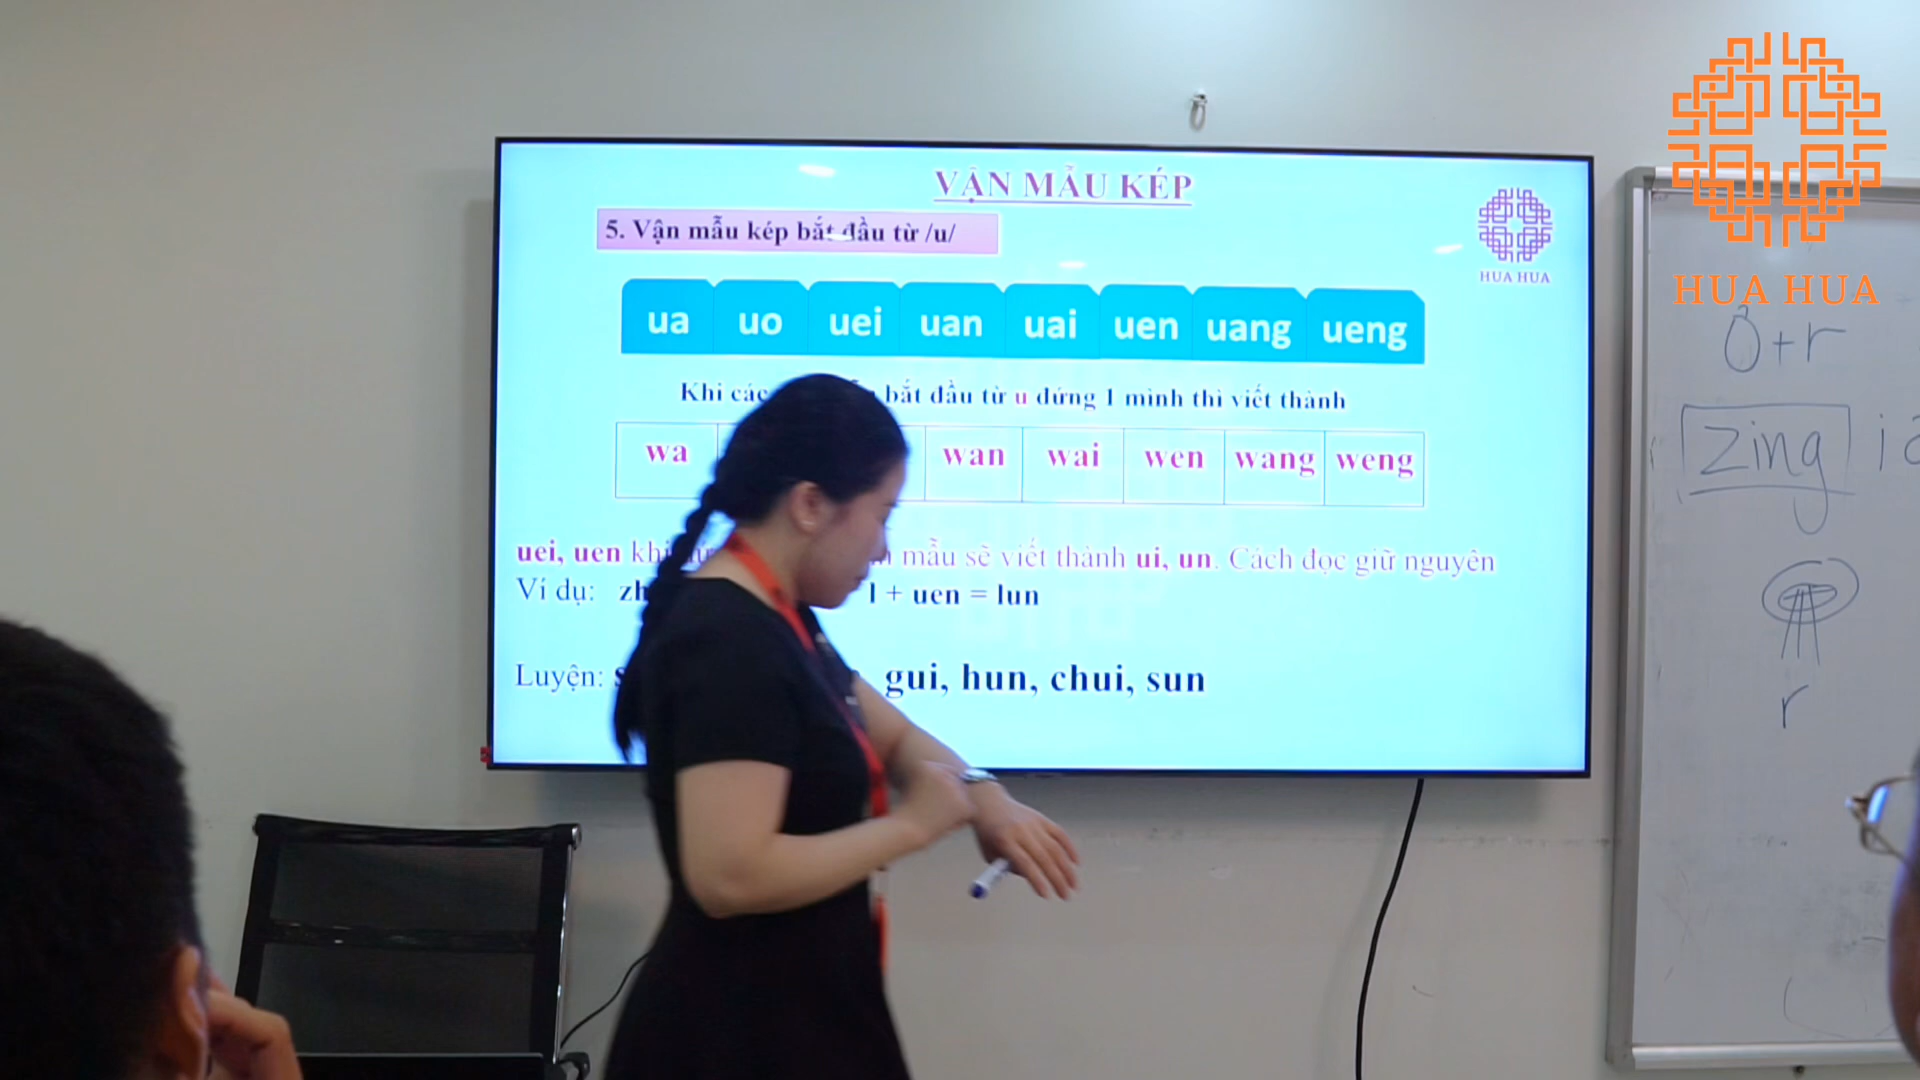 VẬN MẪU KÉP
5. Vận mẫu kép bắt đầu từ /u/
HUA HUA
HUA HUA
ua uo uei uan uai uen uang ueng
Khi các bắt đầu từ u đứng 1 mình thì viết thành
wa wan wai wen wang weng
uei, uen khi mẫu sẽ viết thành ui, un. Cách đọc giữ nguyên
Ví dụ: zh l + uen = lun
Luyện: gui, hun, chui, sun
Ô+r
zing i
r